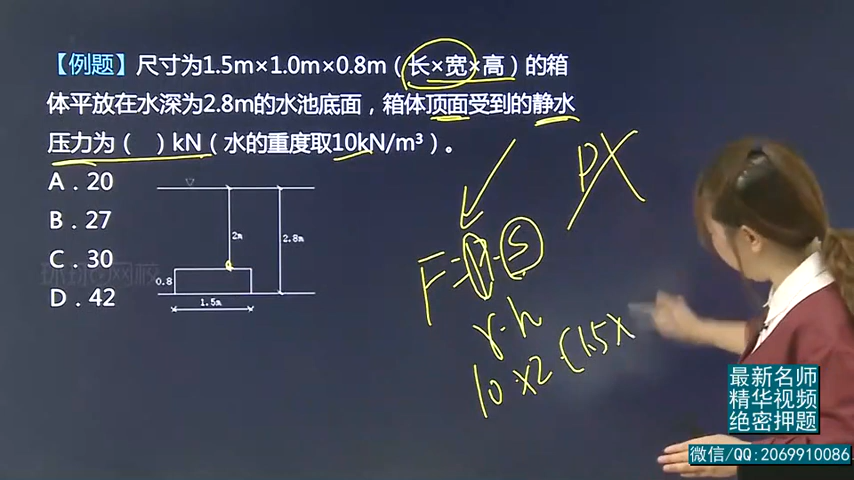 【例题】尺寸为1.5m×1.0m×0.8m（长×宽×高）的箱
体平放在水深为2.8m的水池底面，箱体顶面受到的静水
压力为（ ）kN（水的重度取10kN/m³）。
A．20
B．27
C．30
D．42
2m
2.8m
0.8
1.5m
P
F=P·S
γ·h
10×2·(1.5×
最新名师
精华视频
绝密押题
微信/QQ:2069910086